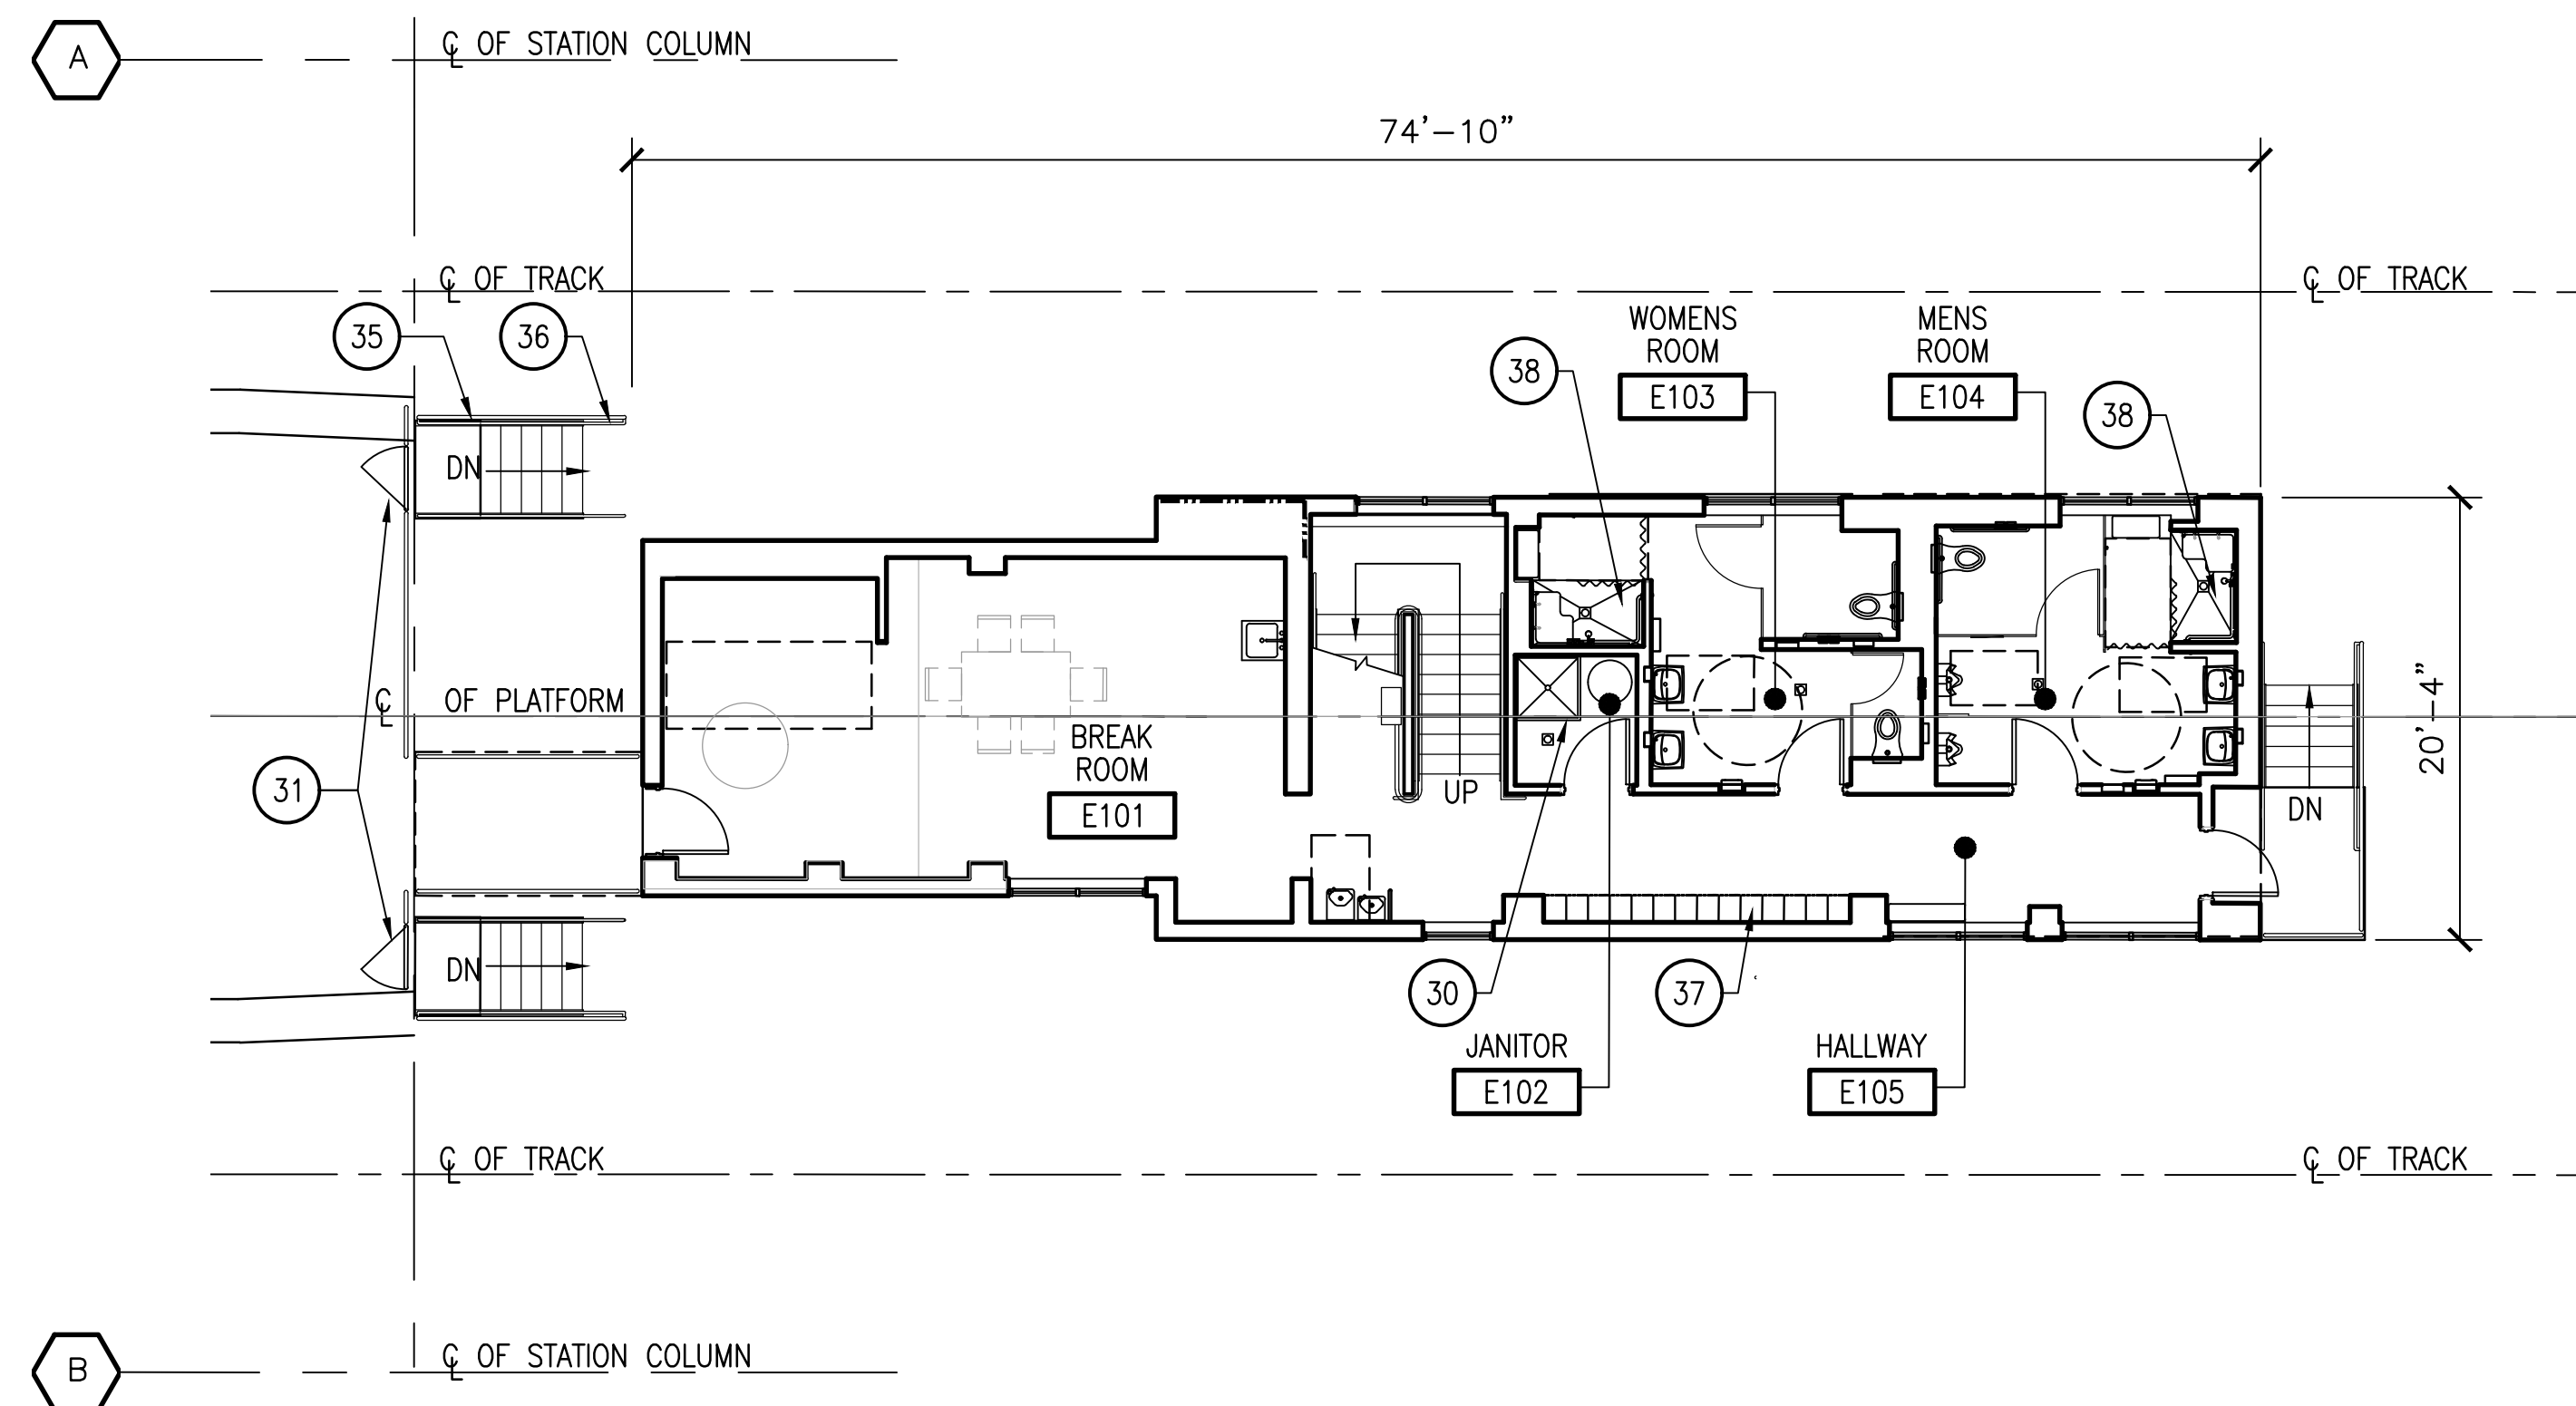 A
℄ OF STATION COLUMN
74'-10"
℄ OF TRACK
℄ OF TRACK
35
36
38
WOMENS
ROOM
E103
MENS
ROOM
E104
38
DN
℄ OF PLATFORM
31
BREAK
ROOM
E101
UP
DN
20'-4"
DN
30
37
JANITOR
E102
HALLWAY
E105
℄ OF TRACK
℄ OF TRACK
B
℄ OF STATION COLUMN